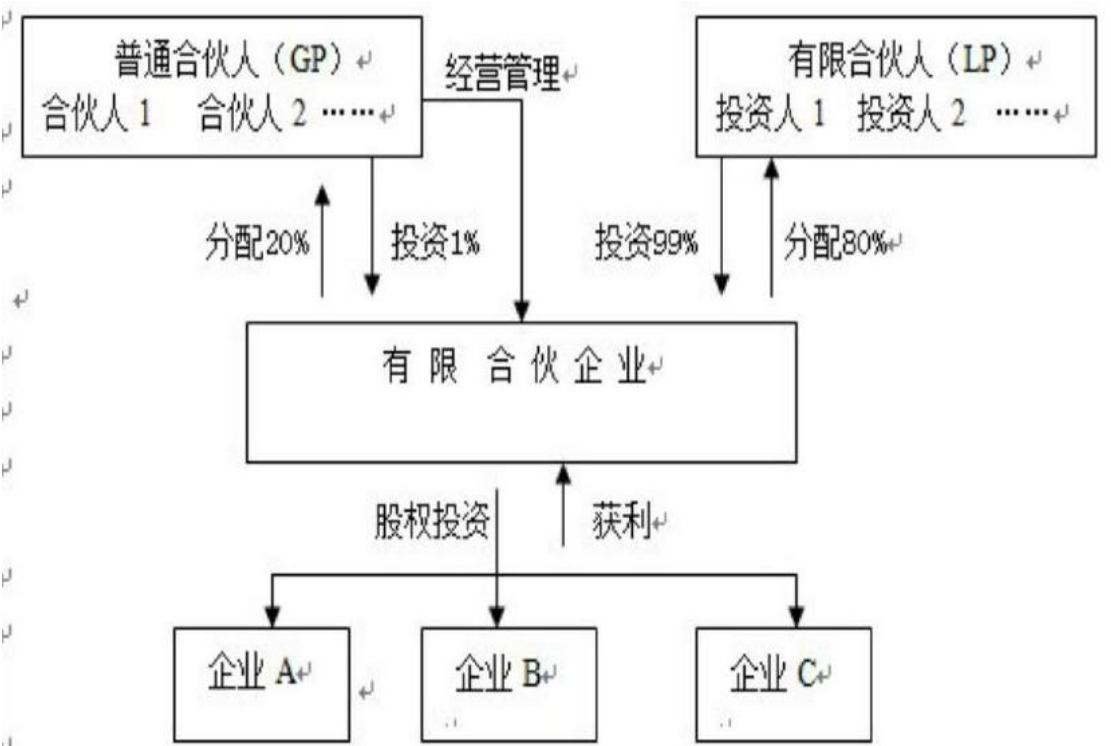 普通合伙人（GP）
合伙人 1 合伙人 2 ……
经营管理
有限合伙人（LP）
投资人 1 投资人 2 ……
分配20%
投资1%
投资99%
分配80%
有 限 合 伙 企 业
股权投资
获利
企业 A
企业 B
企业 C